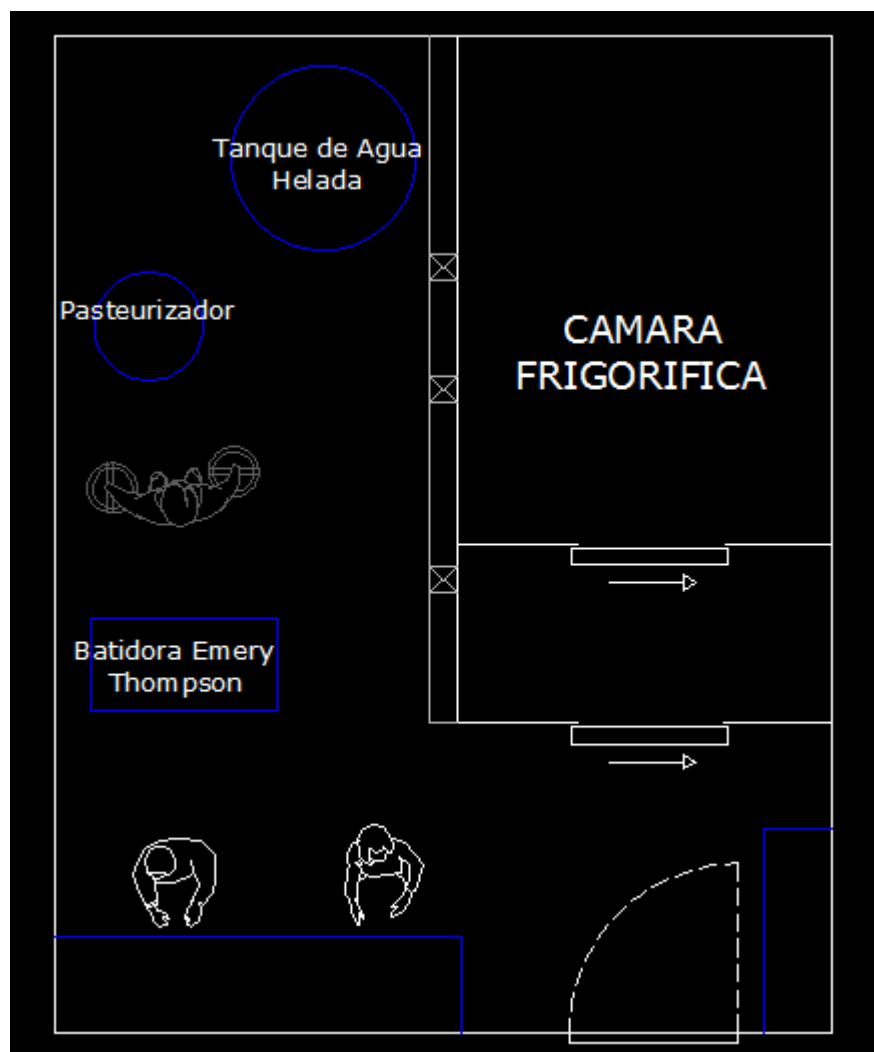 Tanque de Agua
Helada
Pasteurizador
CAMARA
FRIGORIFICA
Batidora Emery
Thompson